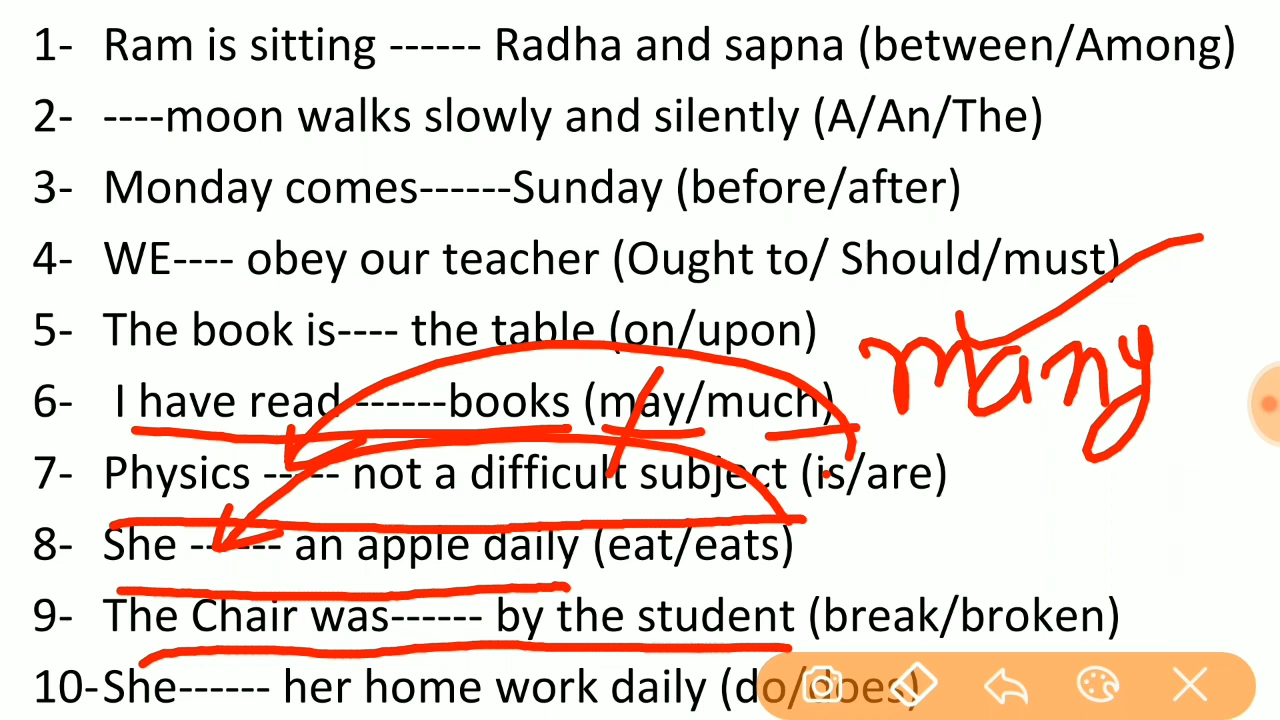 1- Ram is sitting ------ Radha and sapna (between/Among)
2- ----moon walks slowly and silently (A/An/The)
3- Monday comes------Sunday (before/after)
4- WE---- obey our teacher (Ought to/ Should/must)
5- The book is---- the table (on/upon)
many
6- I have read ------books (may/much)
7- Physics ----- not a difficult subject (is/are)
8- She ------ an apple daily (eat/eats)
9- The Chair was------ by the student (break/broken)
10-She------ her home work daily (do/does)